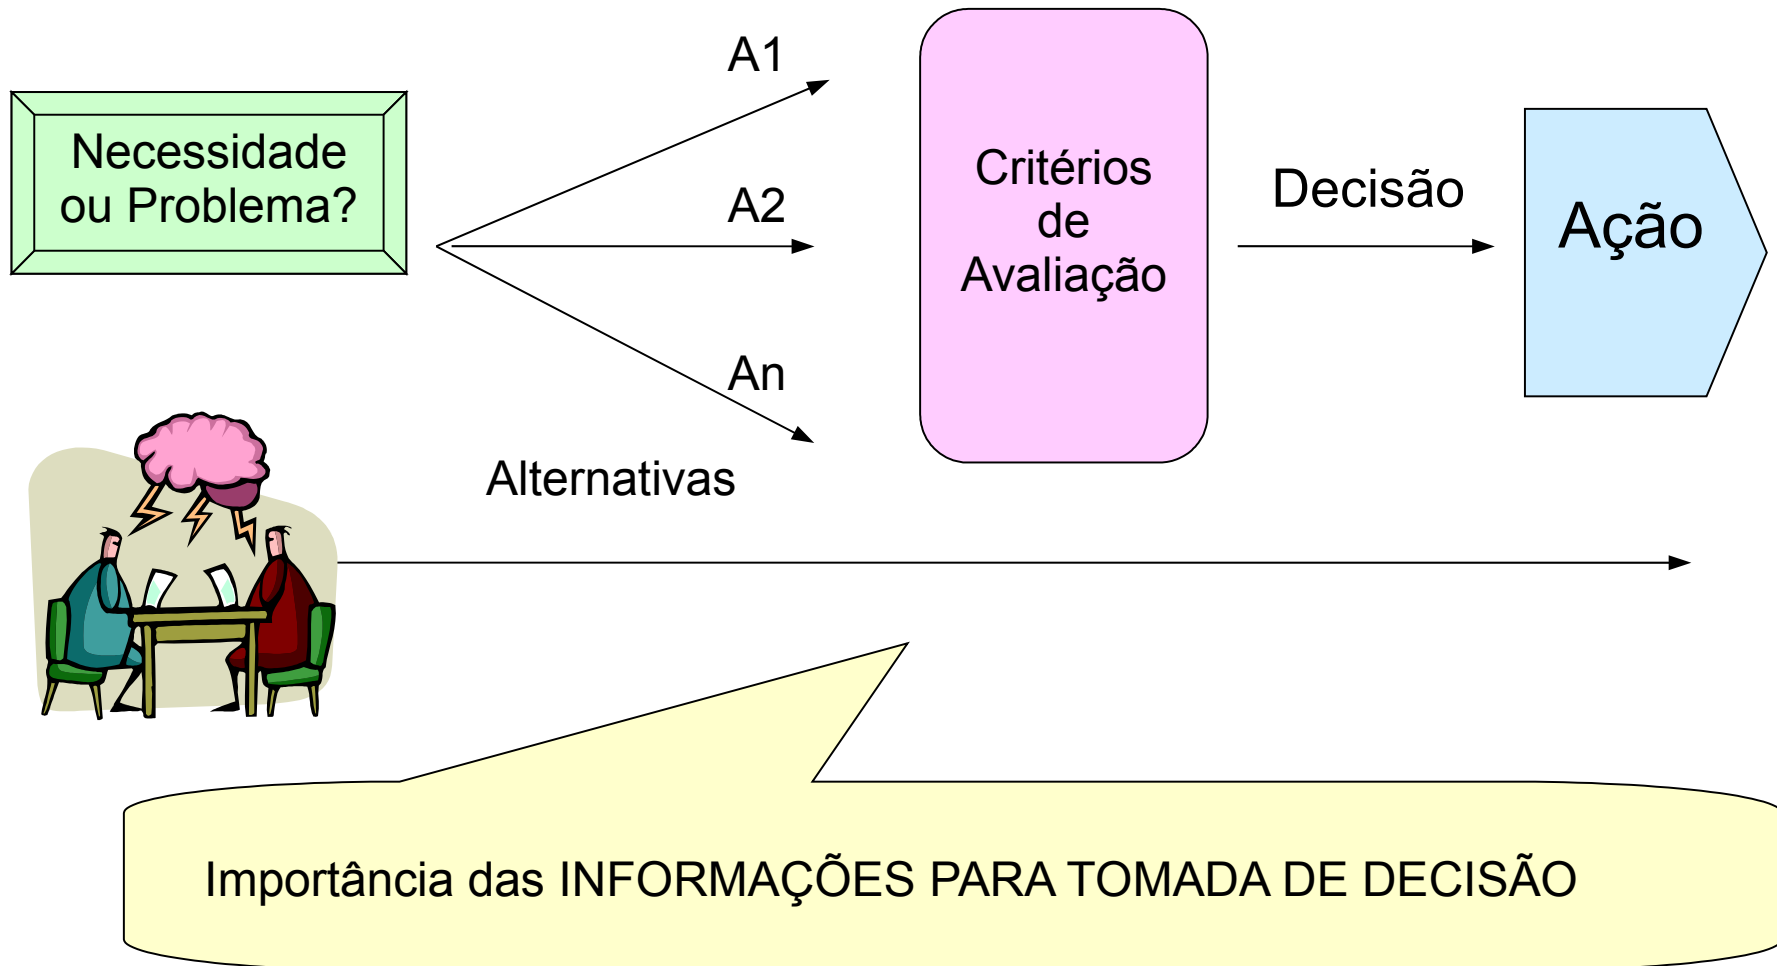 A1
Necessidade
ou Problema?
A2
An
Alternativas
Critérios
de
Avaliação
Decisão
Ação
Importância das INFORMAÇÕES PARA TOMADA DE DECISÃO